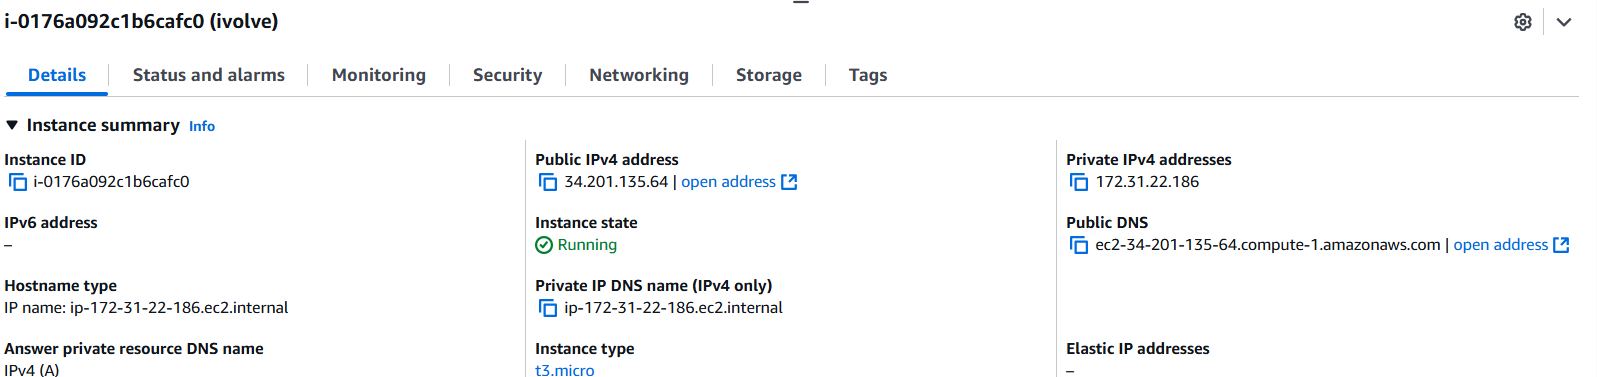 i-0176a092c1b6cafc0 (ivolve)
Details Status and alarms Monitoring Security Networking Storage Tags
Instance summary Info
Instance ID
i-0176a092c1b6cafc0
Public IPv4 address
34.201.135.64 | open address
Private IPv4 addresses
172.31.22.186
IPv6 address
–
Instance state
Running
Public DNS
ec2-34-201-135-64.compute-1.amazonaws.com | open address
Hostname type
IP name: ip-172-31-22-186.ec2.internal
Private IP DNS name (IPv4 only)
ip-172-31-22-186.ec2.internal
Answer private resource DNS name
IPv4 (A)
Instance type
t3.micro
Elastic IP addresses
–